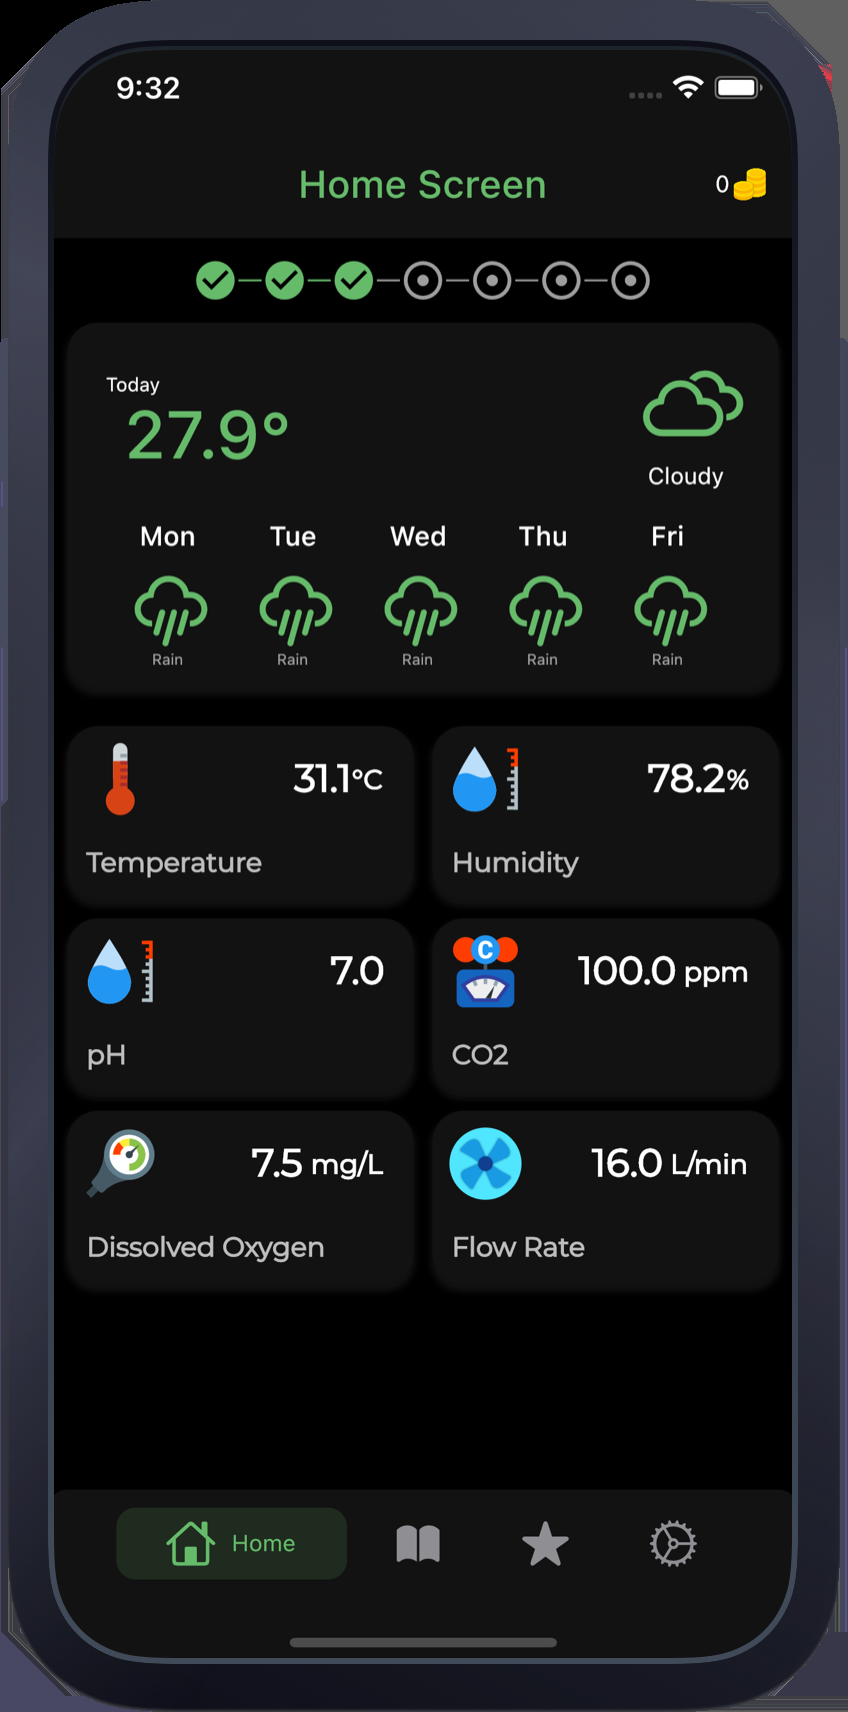 9:32
Home Screen
0
Today
27.9°
Cloudy
Mon Tue Wed Thu Fri
Rain Rain Rain Rain Rain
31.1°C
Temperature
78.2%
Humidity
7.0
pH
C
100.0 ppm
CO2
7.5 mg/L
Dissolved Oxygen
16.0 L/min
Flow Rate
Home